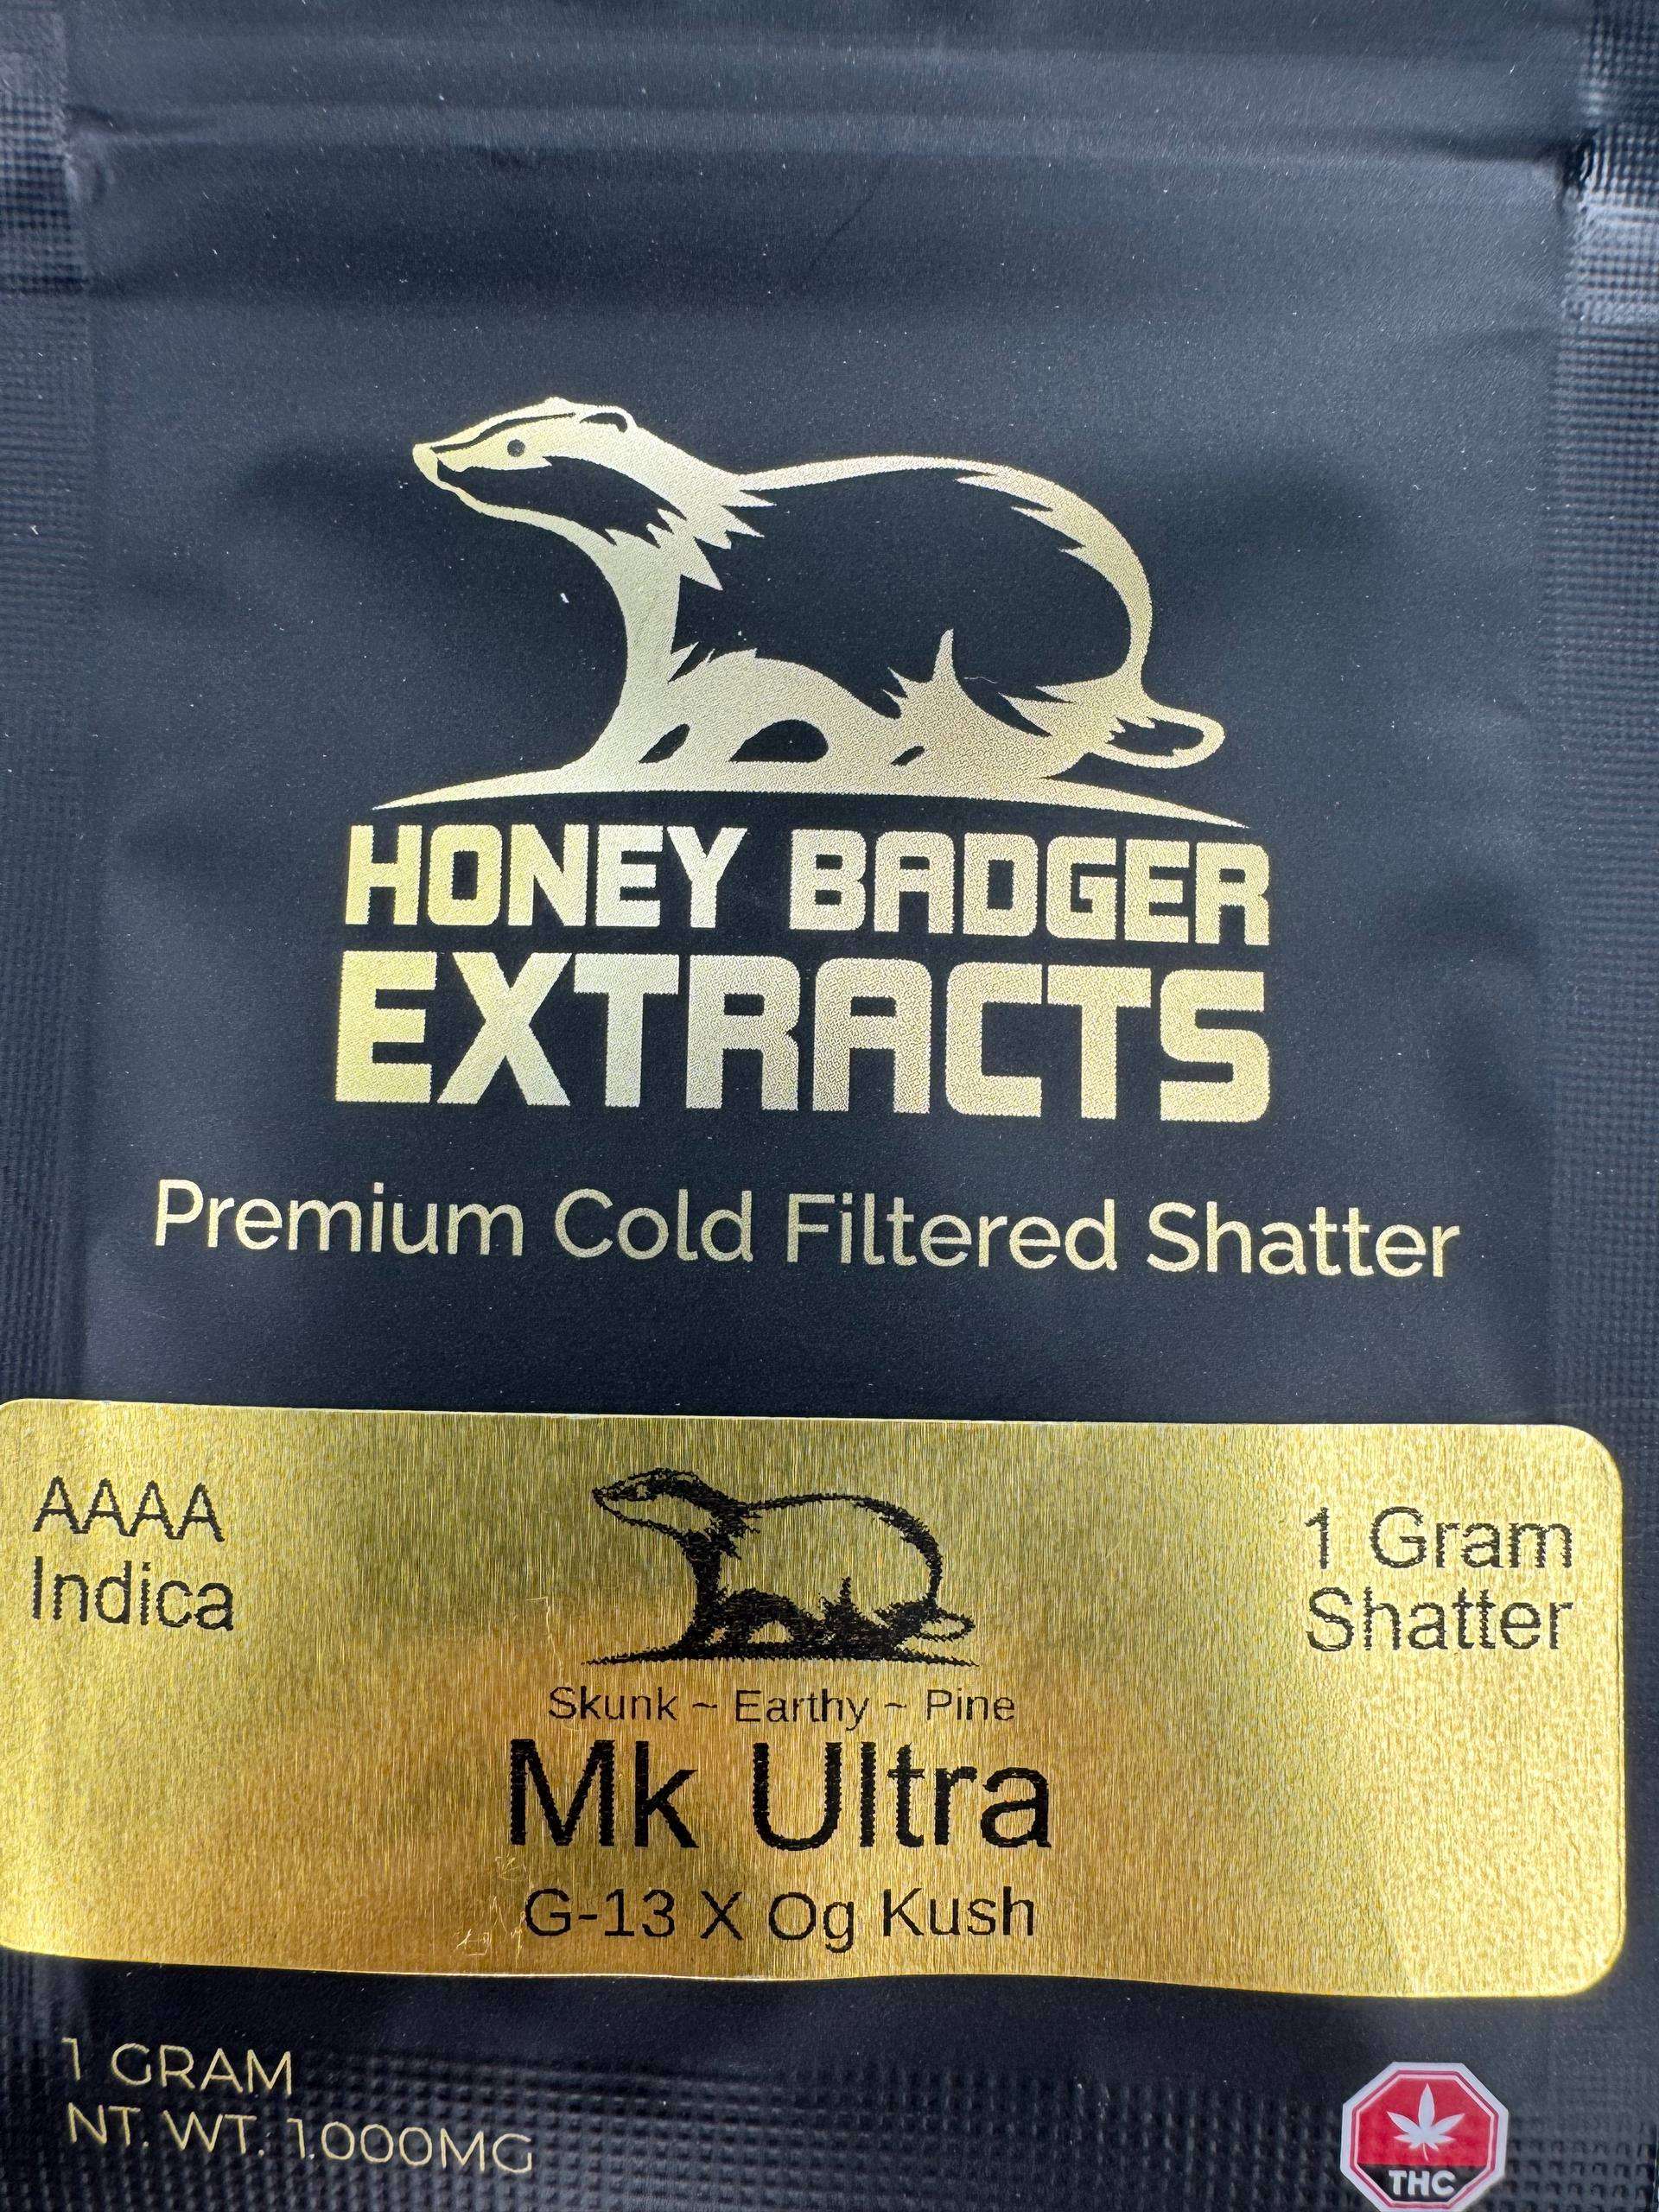 HONEY BADGER
EXTRACTS
Premium Cold Filtered Shatter
AAAA
Indica
1 Gram
Shatter
Skunk ~ Earthy ~ Pine
Mk Ultra
G-13 X Og Kush
1 GRAM
NT. WT. 1.000MG
THC